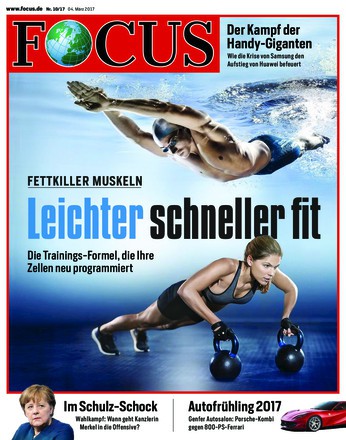 www.focus.de Nr. 10/17 04. März 2017
FOCUS
Der Kampf der
Handy-Giganten
Wie die Krise von Samsung den
Aufstieg von Huawei befeuert
FETTKILLER MUSKELN
Leichter schneller fit
Die Trainings-Formel, die Ihre
Zellen neu programmiert
Im Schulz-Schock
Wahlkampf: Wann geht Kanzlerin
Merkel in die Offensive?
Autofrühling 2017
Genfer Autosalon: Porsche-Kombi
gegen 800-PS-Ferrari